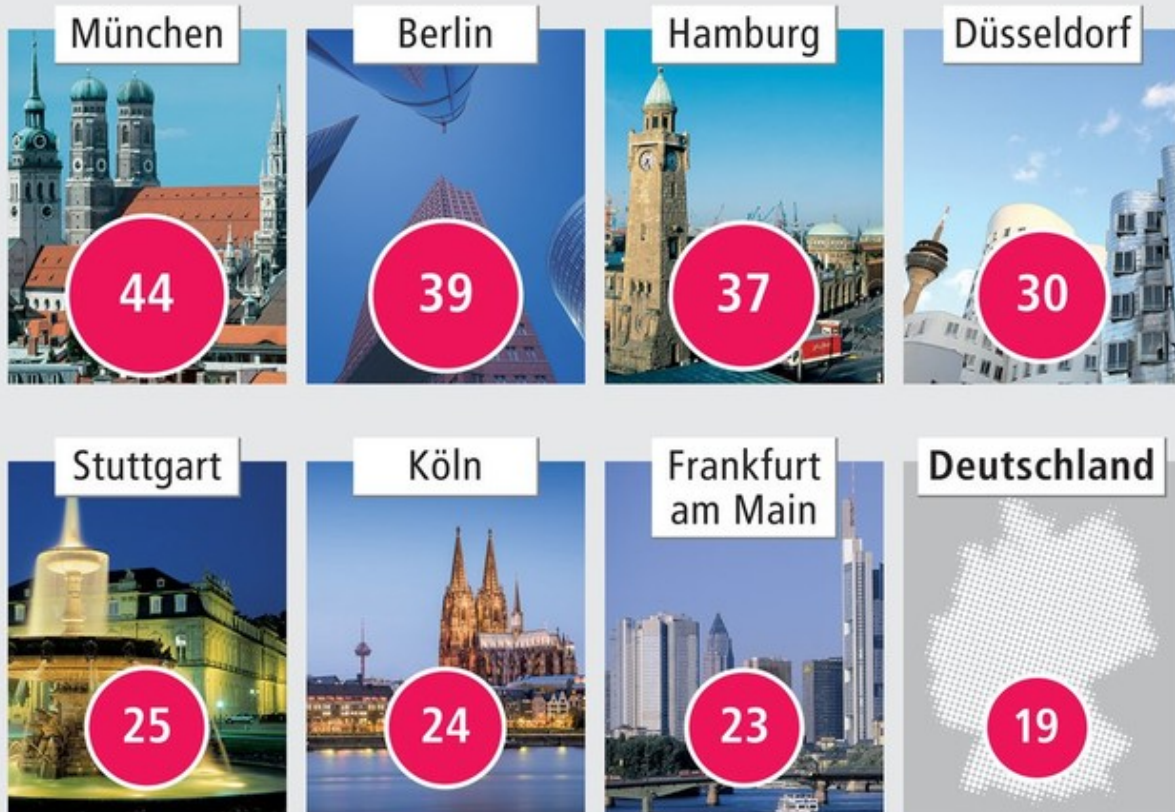 München
Berlin
Hamburg
Düsseldorf
44
39
37
30
Stuttgart
Köln
Frankfurt
am Main
Deutschland
25
24
23
19